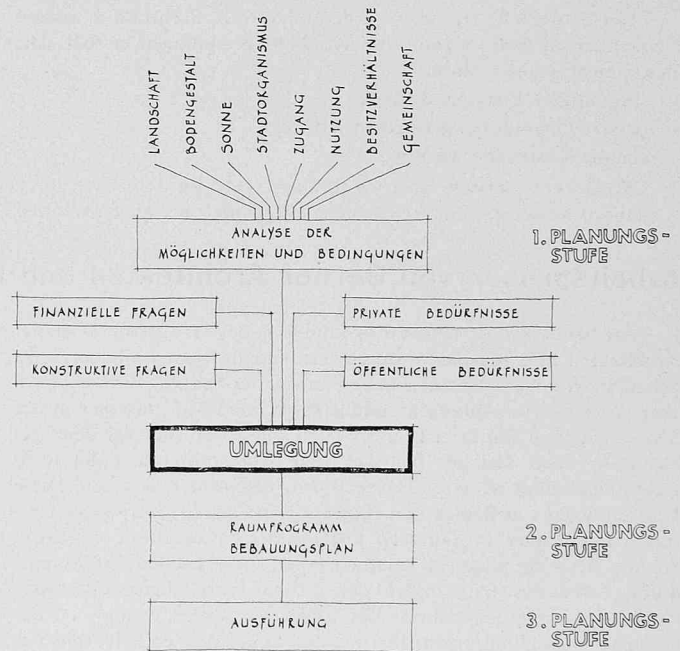 LANDSCHAFT
BODENGESTALT
SONNE
STADTORGANISMUS
ZUGANG
NUTZUNG
BESITZVERHÄLTNISSE
GEMEINSCHAFT
ANALYSE DER
MÖGLICHKEITEN UND BEDINGUNGEN
1. PLANUNGS-
STUFE
FINANZIELLE FRAGEN
PRIVATE BEDÜRFNISSE
KONSTRUKTIVE FRAGEN
ÖFFENTLICHE BEDÜRFNISSE
UMLEGUNG
RAUMPROGRAMM
BEBAUUNGSPLAN
2. PLANUNGS-
STUFE
AUSFÜHRUNG
3. PLANUNGS-
STUFE